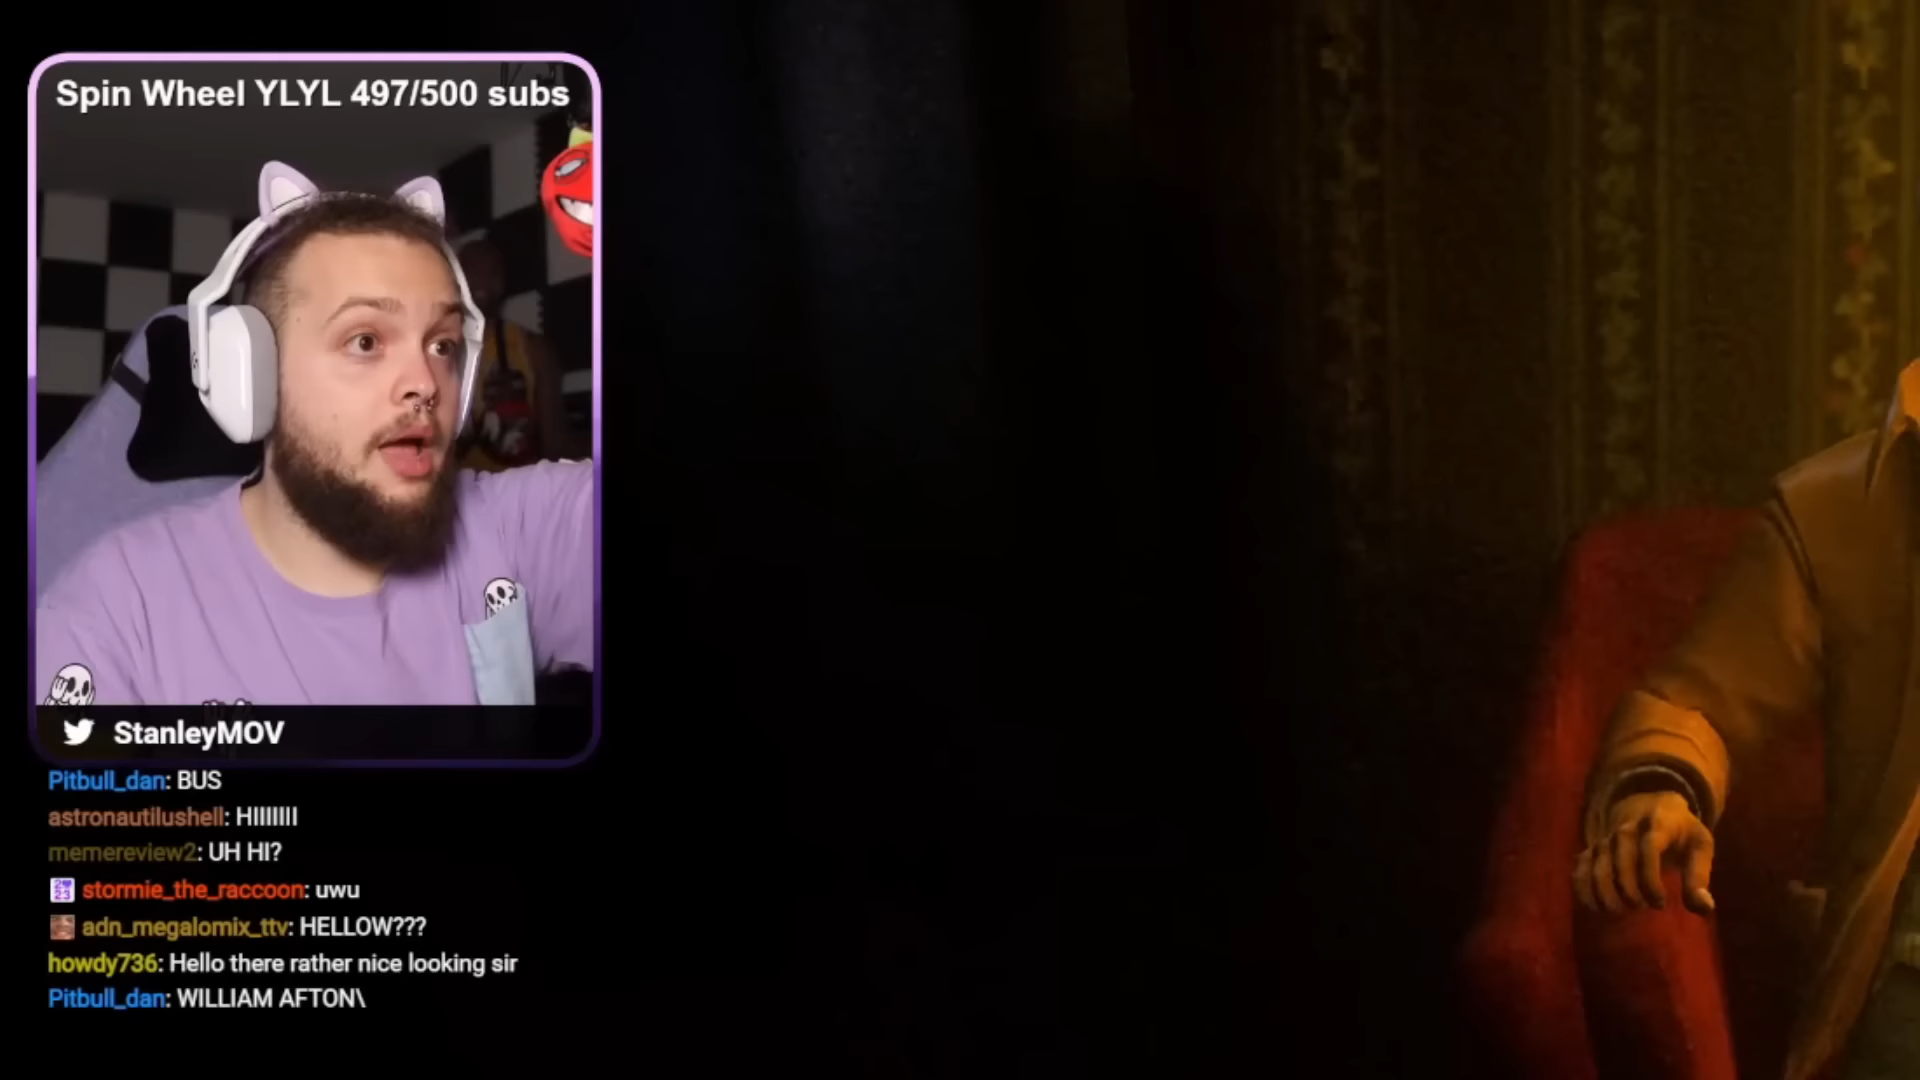 Spin Wheel YLYL 497/500 subs
StanleyMOV
Pitbull_dan: BUS
astronautilushell: HIIIIIII
memereview2: UH HI?
stormie_the_raccoon: uwu
adn_megalomix_ttv: HELLOW???
howdy736: Hello there rather nice looking sir
Pitbull_dan: WILLIAM AFTON\